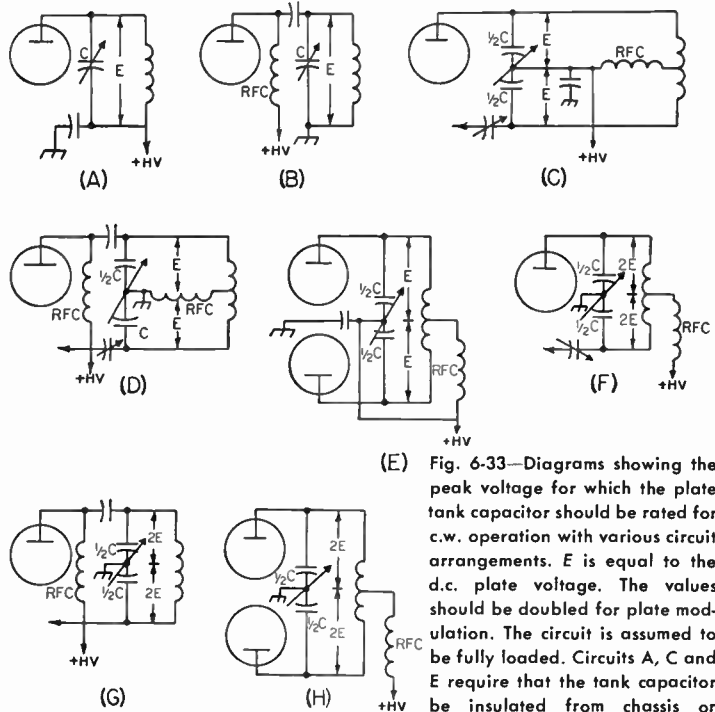 C
E
+HV
(A)
RFC
C
E
+HV
(B)
½C
½C
E
E
RFC
+HV
(C)
RFC
½C
C
E
E
RFC
+HV
(D)
½C
½C
E
E
RFC
+HV
(E)
½C
½C
2E
2E
RFC
+HV
(F)
RFC
½C
½C
2E
2E
+HV
(G)
½C
½C
2E
2E
RFC
+HV
(H)
Fig. 6-33—Diagrams showing the
peak voltage for which the plate
tank capacitor should be rated for
c.w. operation with various circuit
arrangements. E is equal to the
d.c. plate voltage. The values
should be doubled for plate mod-
ulation. The circuit is assumed to
be fully loaded. Circuits A, C and
E require that the tank capacitor
be insulated from chassis or